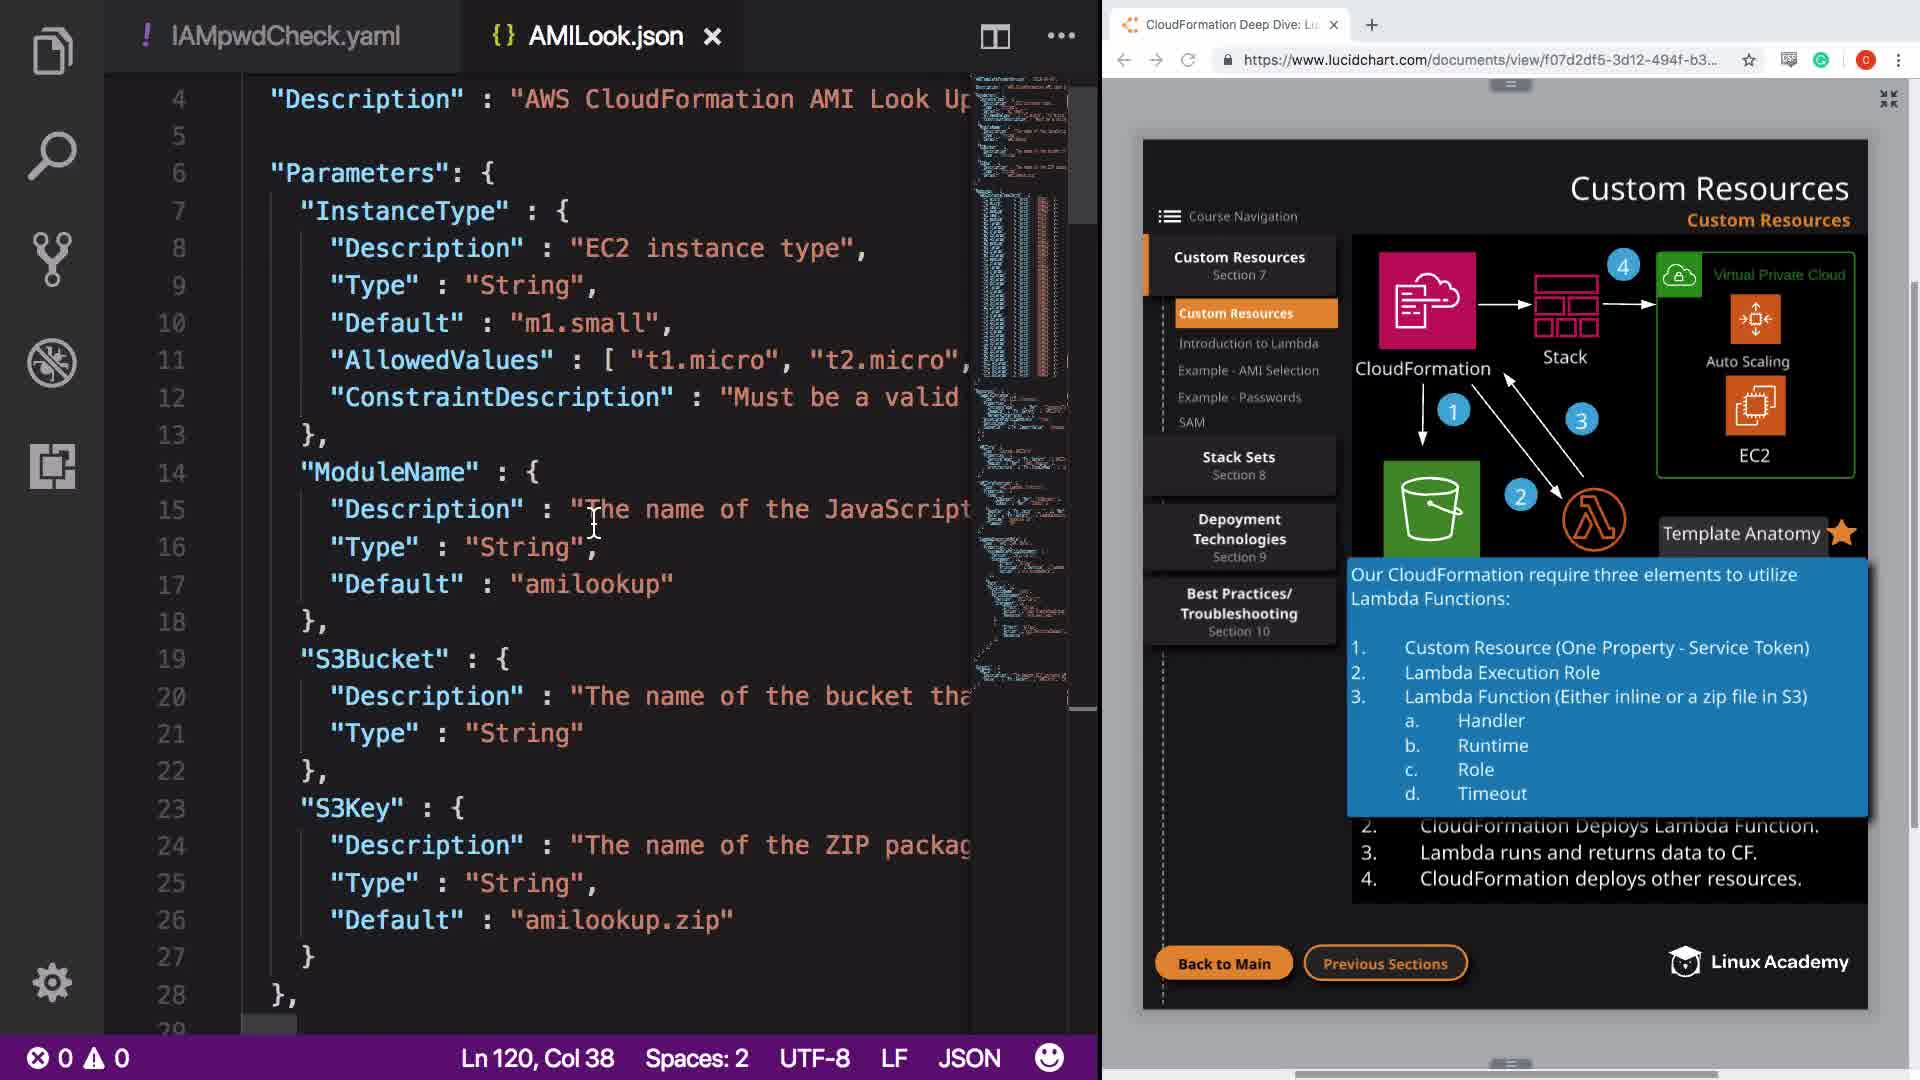 IAMpwdCheck.yaml
{} AMILook.json
4 "Description" : "AWS CloudFormation AMI Look Up
5
6 "Parameters": {
7 "InstanceType" : {
8 "Description" : "EC2 instance type",
9 "Type" : "String",
10 "Default" : "m1.small",
11 "AllowedValues" : [ "t1.micro", "t2.micro",
12 "ConstraintDescription" : "Must be a valid
13 },
14 "ModuleName" : {
15 "Description" : "The name of the JavaScript
16 "Type" : "String",
17 "Default" : "amilookup"
18 },
19 "S3Bucket" : {
20 "Description" : "The name of the bucket tha
21 "Type" : "String"
22 },
23 "S3Key" : {
24 "Description" : "The name of the ZIP packag
25 "Type" : "String",
26 "Default" : "amilookup.zip"
27 }
28 },
29
0 0 Ln 120, Col 38 Spaces: 2 UTF-8 LF JSON
CloudFormation Deep Dive: Lu
https://www.lucidchart.com/documents/view/f07d2df5-3d12-494f-b3...
C
Custom Resources
Custom Resources
Course Navigation
Custom Resources
Section 7
Custom Resources
Introduction to Lambda
Example - AMI Selection
Example - Passwords
SAM
Stack Sets
Section 8
Depoyment
Technologies
Section 9
Best Practices/
Troubleshooting
Section 10
CloudFormation
Stack
4
Virtual Private Cloud
Auto Scaling
EC2
1
3
2
Template Anatomy
Our CloudFormation require three elements to utilize
Lambda Functions:
1. Custom Resource (One Property - Service Token)
2. Lambda Execution Role
3. Lambda Function (Either inline or a zip file in S3)
a. Handler
b. Runtime
c. Role
d. Timeout
2. CloudFormation Deploys Lambda Function.
3. Lambda runs and returns data to CF.
4. CloudFormation deploys other resources.
Back to Main
Previous Sections
Linux Academy